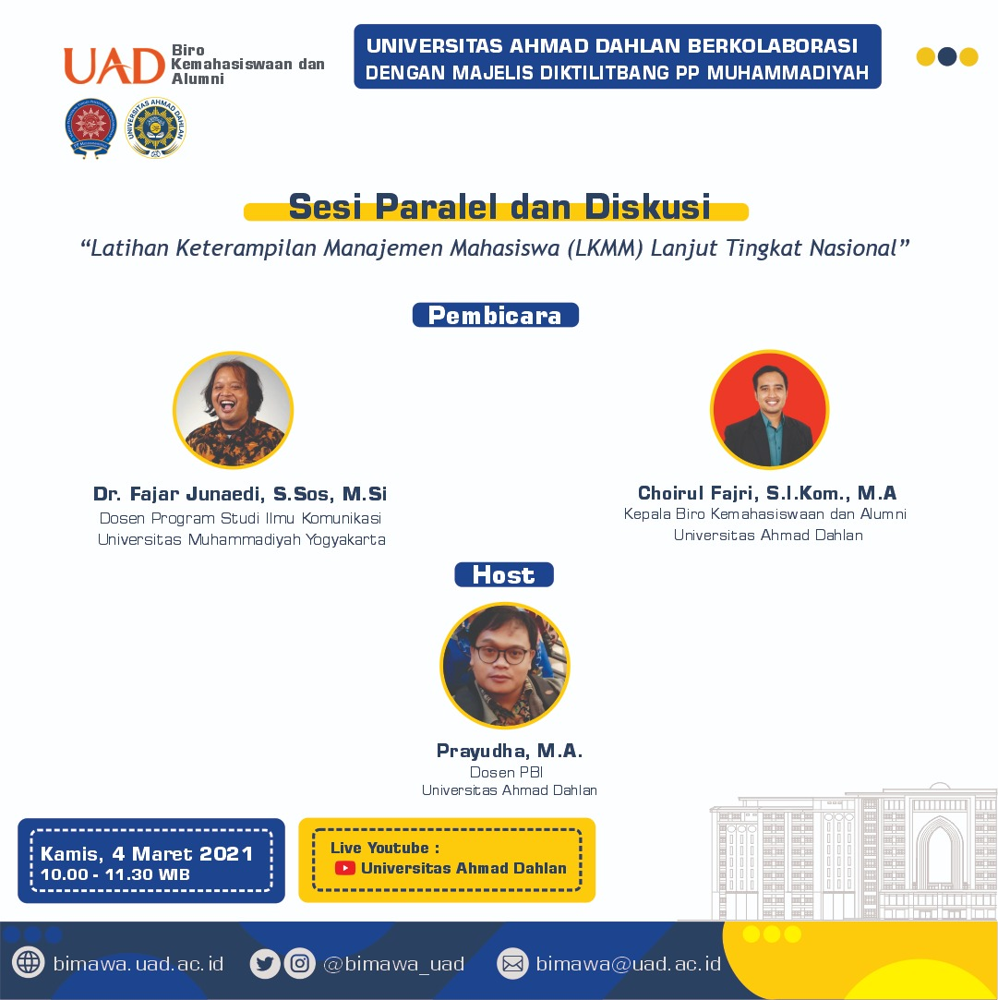 UAD
Biro
Kemahasiswaan dan
Alumni
UNIVERSITAS AHMAD DAHLAN BERKOLABORASI
DENGAN MAJELIS DIKTILITBANG PP MUHAMMADIYAH
UNIVERSITAS AHMAD DAHLAN
Sesi Paralel dan Diskusi
“Latihan Keterampilan Manajemen Mahasiswa (LKMM) Lanjut Tingkat Nasional”
Pembicara
Dr. Fajar Junaedi, S.Sos, M.Si
Dosen Program Studi Ilmu Komunikasi
Universitas Muhammadiyah Yogyakarta
Choirul Fajri, S.I.Kom., M.A
Kepala Biro Kemahasiswaan dan Alumni
Universitas Ahmad Dahlan
Host
Prayudha, M.A.
Dosen PBI
Universitas Ahmad Dahlan
Kamis, 4 Maret 2021
10.00 - 11.30 WIB
Live Youtube :
Universitas Ahmad Dahlan
bimawa.uad.ac.id
@bimawa_uad
bimawa@uad.ac.id